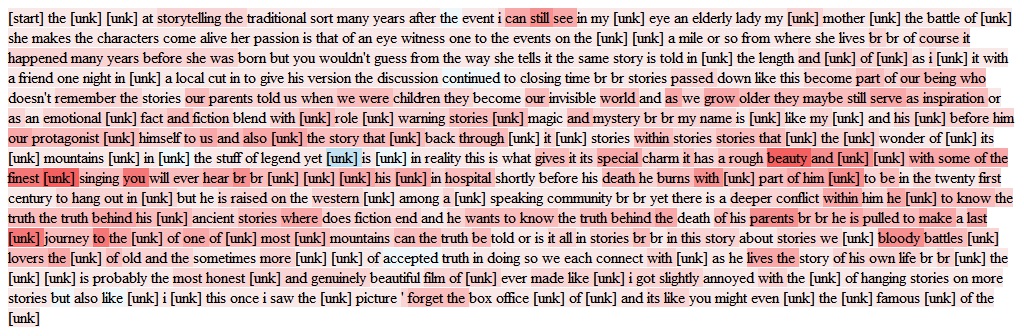 [start] the [unk] [unk] at storytelling the traditional sort many years after the event i can still see in my [unk] eye an elderly lady my [unk] mother [unk] the battle of [unk]
she makes the characters come alive her passion is that of an eye witness one to the events on the [unk] [unk] a mile or so from where she lives br br of course it
happened many years before she was born but you wouldn't guess from the way she tells it the same story is told in [unk] the length and [unk] of [unk] as i [unk] it with
a friend one night in [unk] a local cut in to give his version the discussion continued to closing time br br stories passed down like this become part of our being who
doesn't remember the stories our parents told us when we were children they become our invisible world and as we grow older they maybe still serve as inspiration or
as an emotional [unk] fact and fiction blend with [unk] role [unk] warning stories [unk] magic and mystery br br my name is [unk] like my [unk] and his [unk] before him
our protagonist [unk] himself to us and also [unk] the story that [unk] back through [unk] it [unk] stories within stories stories that [unk] the [unk] wonder of [unk] its
[unk] mountains [unk] in [unk] the stuff of legend yet [unk] is [unk] in reality this is what gives it its special charm it has a rough beauty and [unk] [unk] with some of the
finest [unk] singing you will ever hear br br [unk] [unk] [unk] his [unk] in hospital shortly before his death he burns with [unk] part of him [unk] to be in the twenty first
century to hang out in [unk] but he is raised on the western [unk] among a [unk] speaking community br br yet there is a deeper conflict within him he [unk] to know the
truth the truth behind his [unk] ancient stories where does fiction end and he wants to know the truth behind the death of his parents br br he is pulled to make a last
[unk] journey to the [unk] of one of [unk] most [unk] mountains can the truth be told or is it all in stories br br in this story about stories we [unk] bloody battles [unk]
lovers the [unk] of old and the sometimes more [unk] [unk] of accepted truth in doing so we each connect with [unk] as he lives the story of his own life br br [unk] the
[unk] [unk] is probably the most honest [unk] and genuinely beautiful film of [unk] ever made like [unk] i got slightly annoyed with the [unk] of hanging stories on more
stories but also like [unk] i [unk] this once i saw the [unk] picture ' forget the box office [unk] of [unk] and its like you might even [unk] the [unk] famous [unk] of the
[unk]